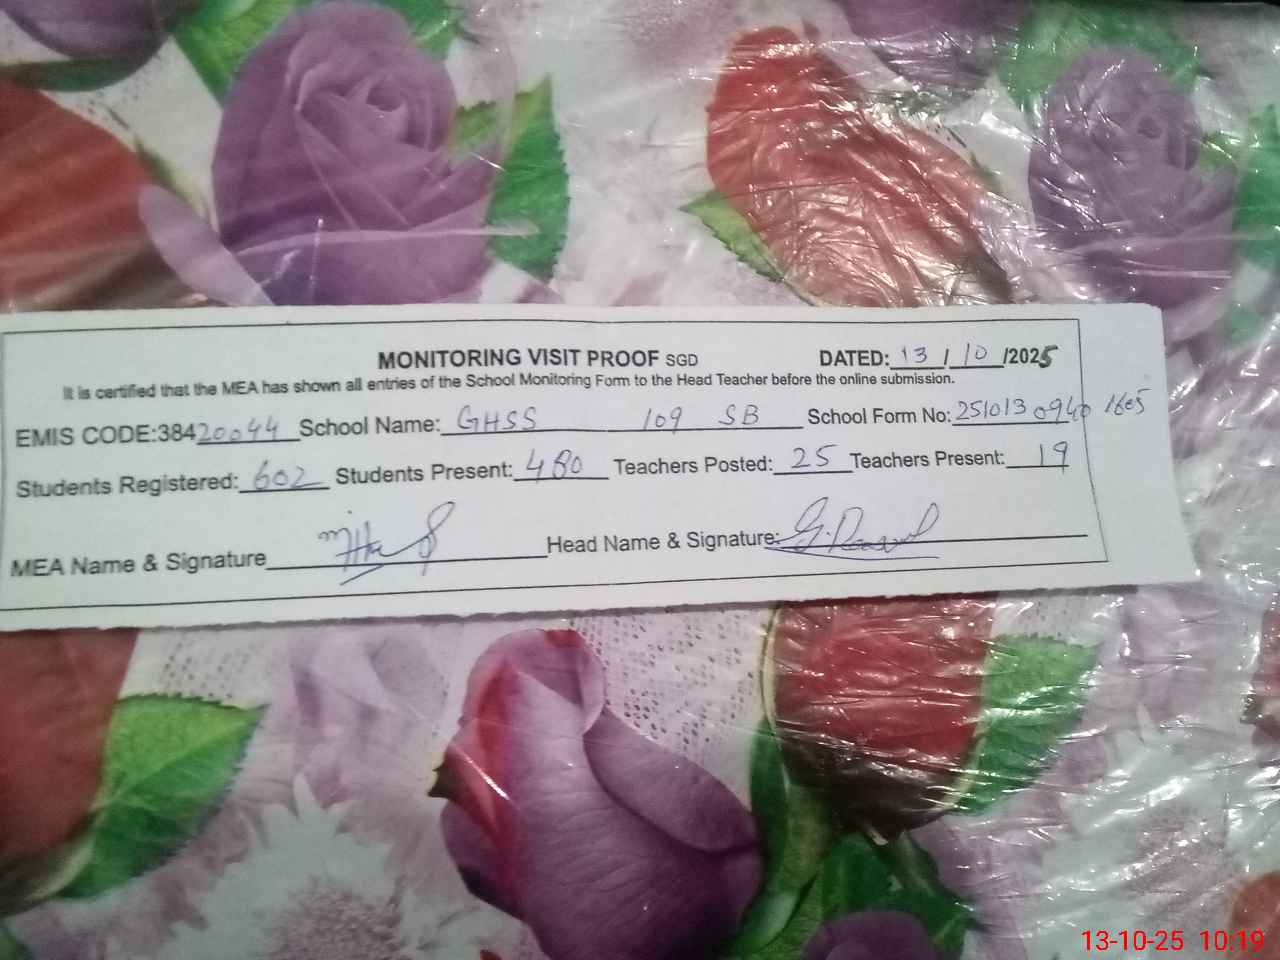 MONITORING VISIT PROOF SGD DATED: 13 / 10 /2025
It is certified that the MEA has shown all entries of the School Monitoring Form to the Head Teacher before the online submission.
EMIS CODE:38420044 School Name: GHSS 109 SB School Form No: 2510130940 1605
Students Registered: 602 Students Present: 480 Teachers Posted: 25 Teachers Present: 19
MEA Name & Signature Head Name & Signature:
13-10-25 10:19